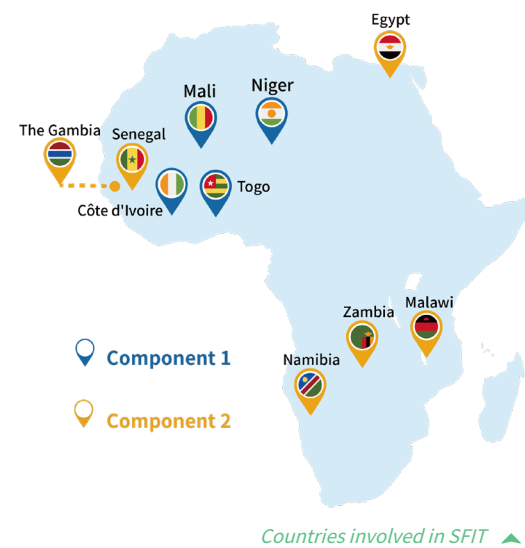 Egypt
Mali
Niger
The Gambia
Senegal
Togo
Côte d'Ivoire
Zambia
Malawi
Namibia
Component 1
Component 2
Countries involved in SFIT